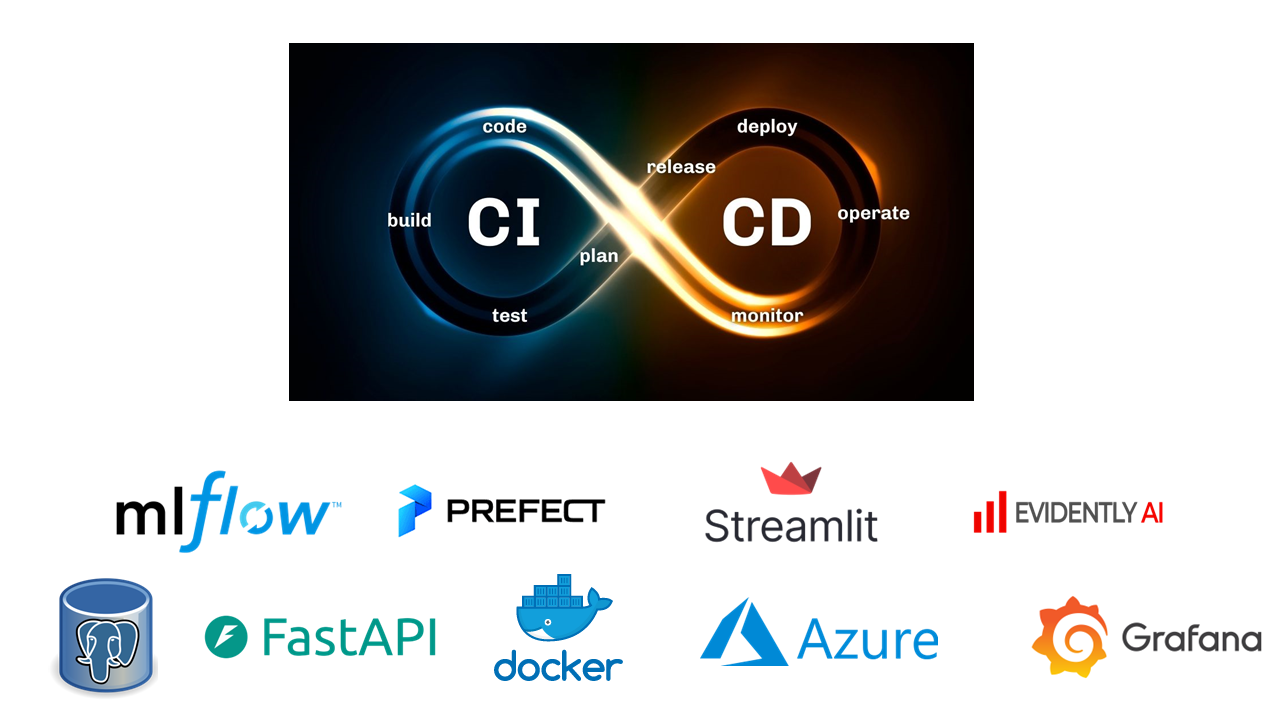 code
deploy
release
CI
CD
build
operate
plan
test
monitor
mlflow™
PREFECT
Streamlit
EVIDENTLY AI
FastAPI
docker
Azure
Grafana